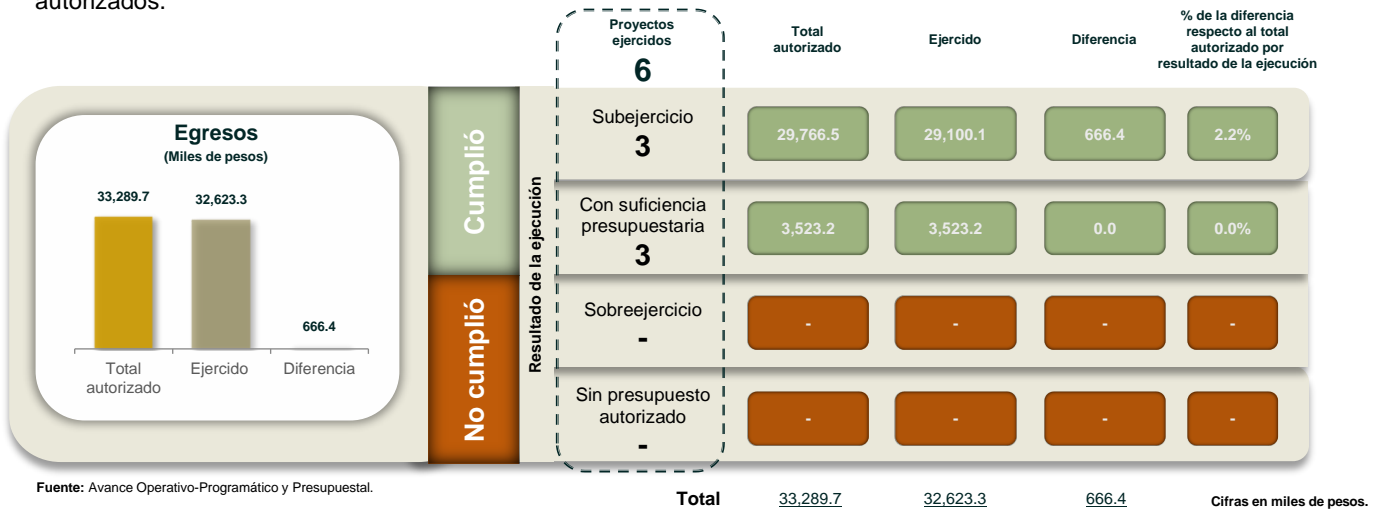 autorizados.
Proyectos
ejercidos
6
Total
autorizado
Ejercido
Diferencia
% de la diferencia
respecto al total
autorizado por
resultado de la ejecución
Egresos
(Miles de pesos)
33,289.7
32,623.3
666.4
Total
autorizado
Ejercido
Diferencia
Cumplió
No cumplió
Resultado de la ejecución
Subejercicio
3
29,766.5
29,100.1
666.4
2.2%
Con suficiencia
presupuestaria
3
3,523.2
3,523.2
0.0
0.0%
Sobreejercicio
-
-
-
-
-
Sin presupuesto
autorizado
-
-
-
-
-
Fuente: Avance Operativo-Programático y Presupuestal.
Total
33,289.7
32,623.3
666.4
Cifras en miles de pesos.